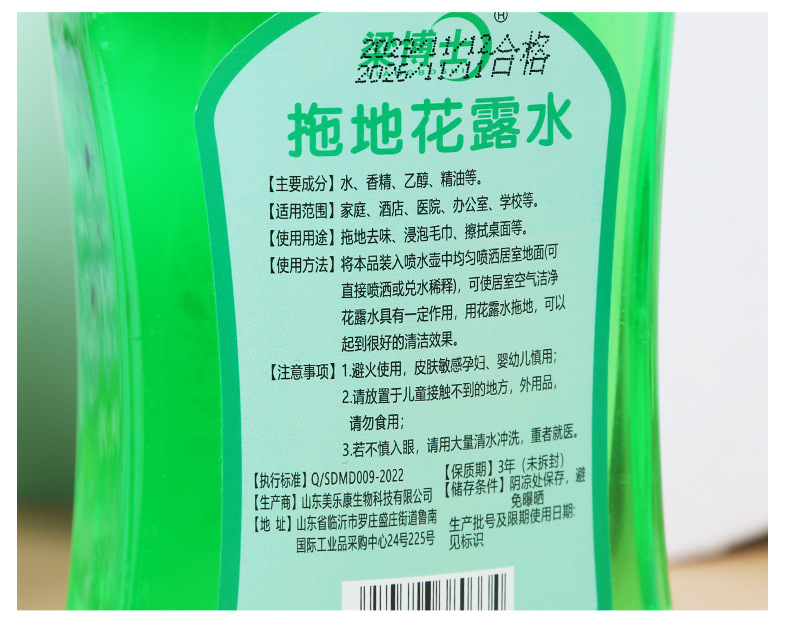 梁博士®
2023/11/12合格
2026/11/11
拖地花露水
【主要成分】水、香精、乙醇、精油等。
【适用范围】家庭、酒店、医院、办公室、学校等。
【使用用途】拖地去味、浸泡毛巾、擦拭桌面等。
【使用方法】将本品装入喷水壶中均匀喷洒居室地面(可
直接喷洒或兑水稀释)，可使居室空气洁净
花露水具有一定作用，用花露水拖地，可以
起到很好的清洁效果。
【注意事项】1.避火使用，皮肤敏感孕妇、婴幼儿慎用；
2.请放置于儿童接触不到的地方，外用品，
请勿食用；
3.若不慎入眼，请用大量清水冲洗，重者就医。
【执行标准】Q/SDMD009-2022
【生产商】山东美乐康生物科技有限公司
【地 址】山东省临沂市罗庄盛庄街道鲁南
国际工业品采购中心24号225号
【保质期】3年（未拆封）
【储存条件】阴凉处保存，避
免曝晒
生产批号及限期使用日期:
见标识